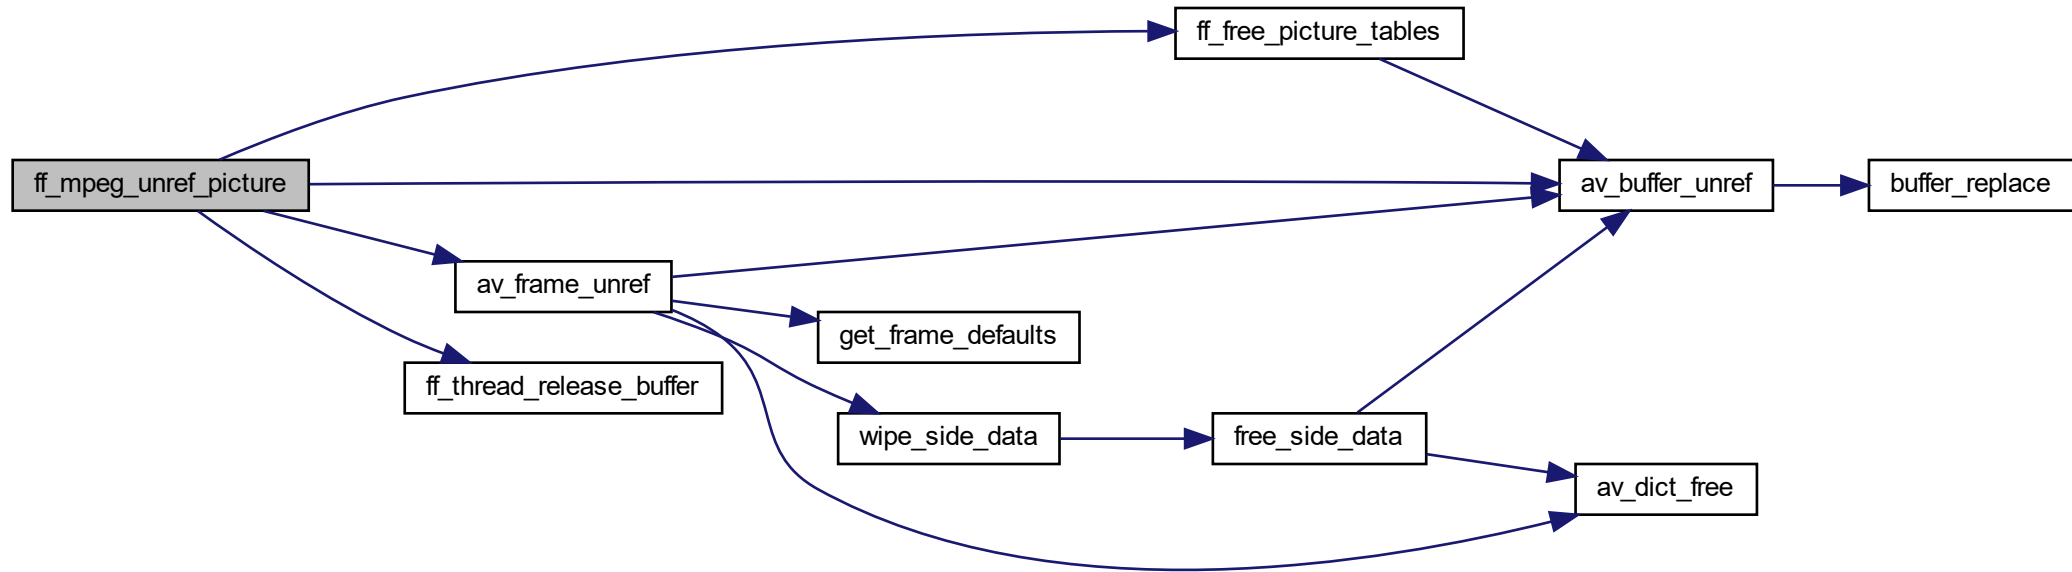 ff_free_picture_tables
ff_mpeg_unref_picture
av_buffer_unref
buffer_replace
av_frame_unref
get_frame_defaults
ff_thread_release_buffer
wipe_side_data
free_side_data
av_dict_free